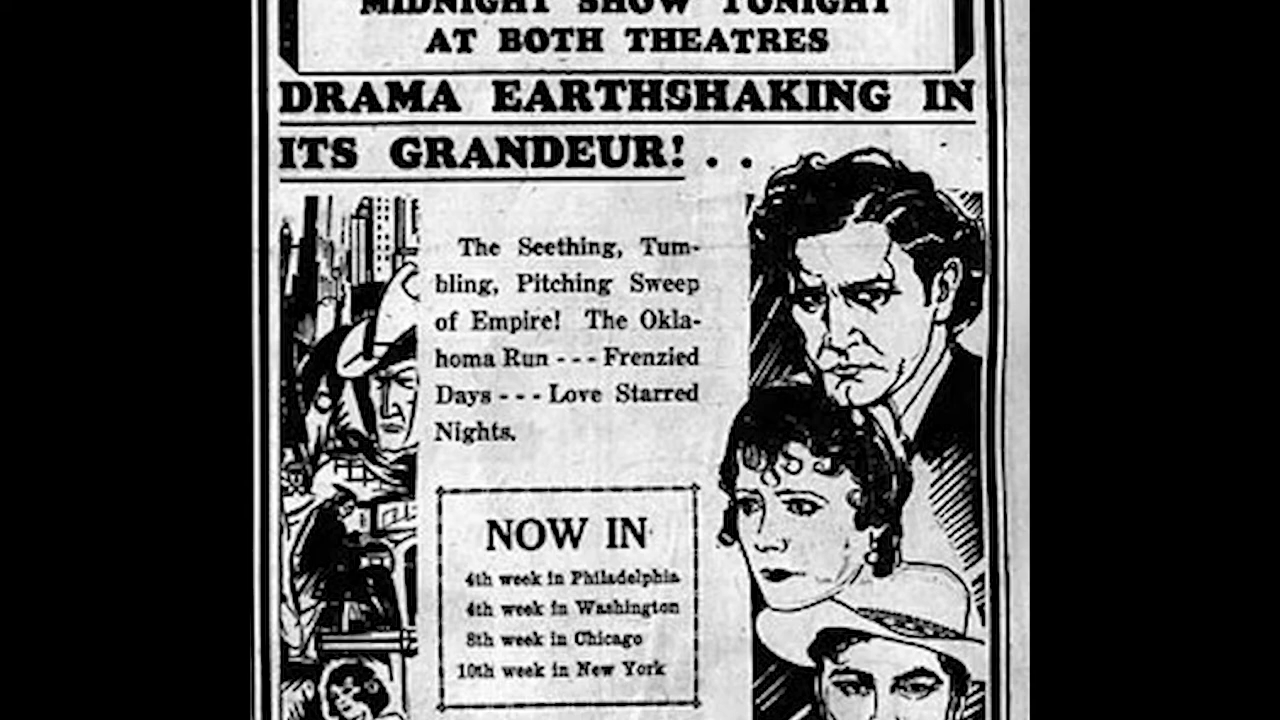 MIDNIGHT SHOW TONIGHT
AT BOTH THEATRES
DRAMA EARTHSHAKING IN
ITS GRANDEUR! . .
The Seething, Tum-
bling, Pitching Sweep
of Empire! The Okla-
homa Run - - - Frenzied
Days - - - Love Starred
Nights.
NOW IN
4th week in Philadelphia
4th week in Washington
8th week in Chicago
10th week in New York